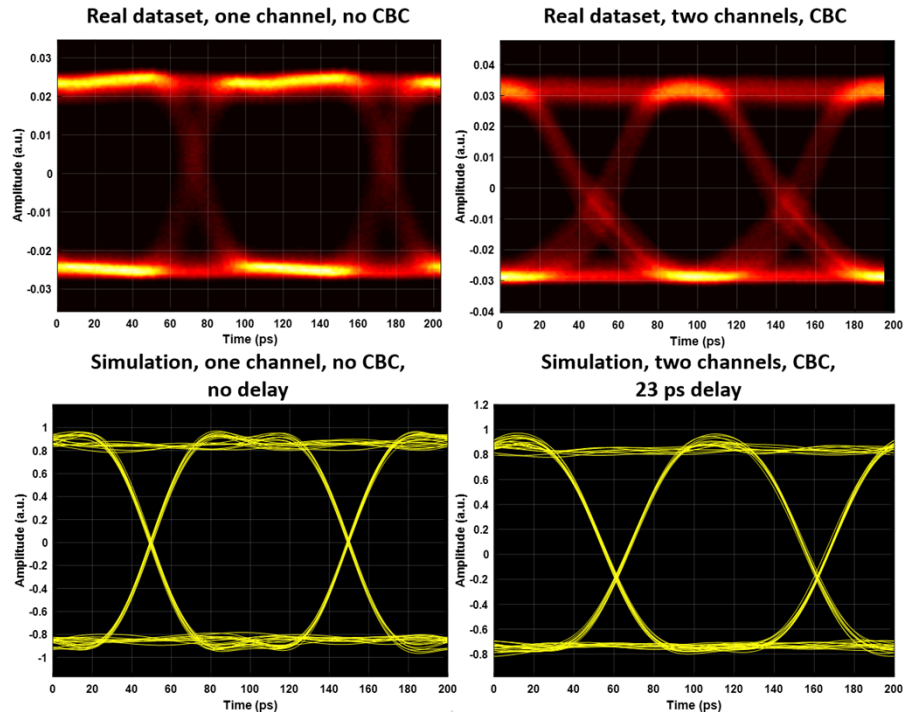 Real dataset, one channel, no CBC
0.03
0.02
0.01
0
-0.01
-0.02
-0.03
Amplitude (a.u.)
0 20 40 60 80 100 120 140 160 180 200
Time (ps)
Real dataset, two channels, CBC
0.04
0.03
0.02
0.01
0
-0.01
-0.02
-0.03
-0.04
Amplitude (a.u.)
0 20 40 60 80 100 120 140 160 180 200
Time (ps)
Simulation, one channel, no CBC,
no delay
1
0.8
0.6
0.4
0.2
0
-0.2
-0.4
-0.6
-0.8
-1
Amplitude (a.u.)
0 20 40 60 80 100 120 140 160 180 200
Time (ps)
Simulation, two channels, CBC,
23 ps delay
1.2
1
0.8
0.6
0.4
0.2
0
-0.2
-0.4
-0.6
-0.8
Amplitude (a.u.)
0 20 40 60 80 100 120 140 160 180 200
Time (ps)